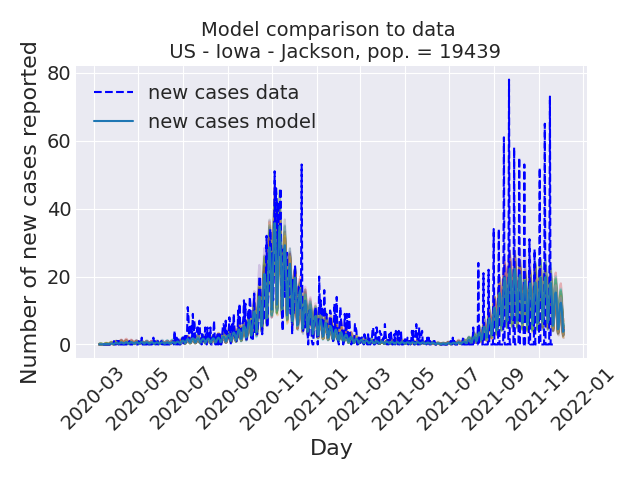 Model comparison to data
US - Iowa - Jackson, pop. = 19439
Number of new cases reported
80
60
40
20
0
new cases data
new cases model
2020-03
2020-05
2020-07
2020-09
2020-11
2021-01
2021-03
2021-05
2021-07
2021-09
2021-11
2022-01
Day